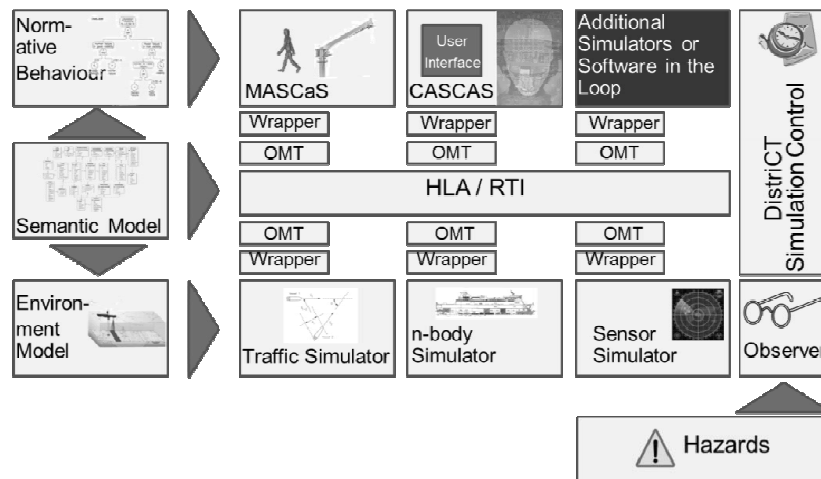 Norm-
ative
Behaviour
MASCaS
User
Interface
CASCAS
Additional
Simulators or
Software in the
Loop
DistriCT
Simulation Control
Wrapper
Wrapper
Wrapper
OMT
OMT
OMT
Semantic Model
HLA / RTI
OMT
OMT
OMT
Wrapper
Wrapper
Wrapper
Environ-
ment
Model
Traffic Simulator
n-body
Simulator
Sensor
Simulator
Observer
Hazards